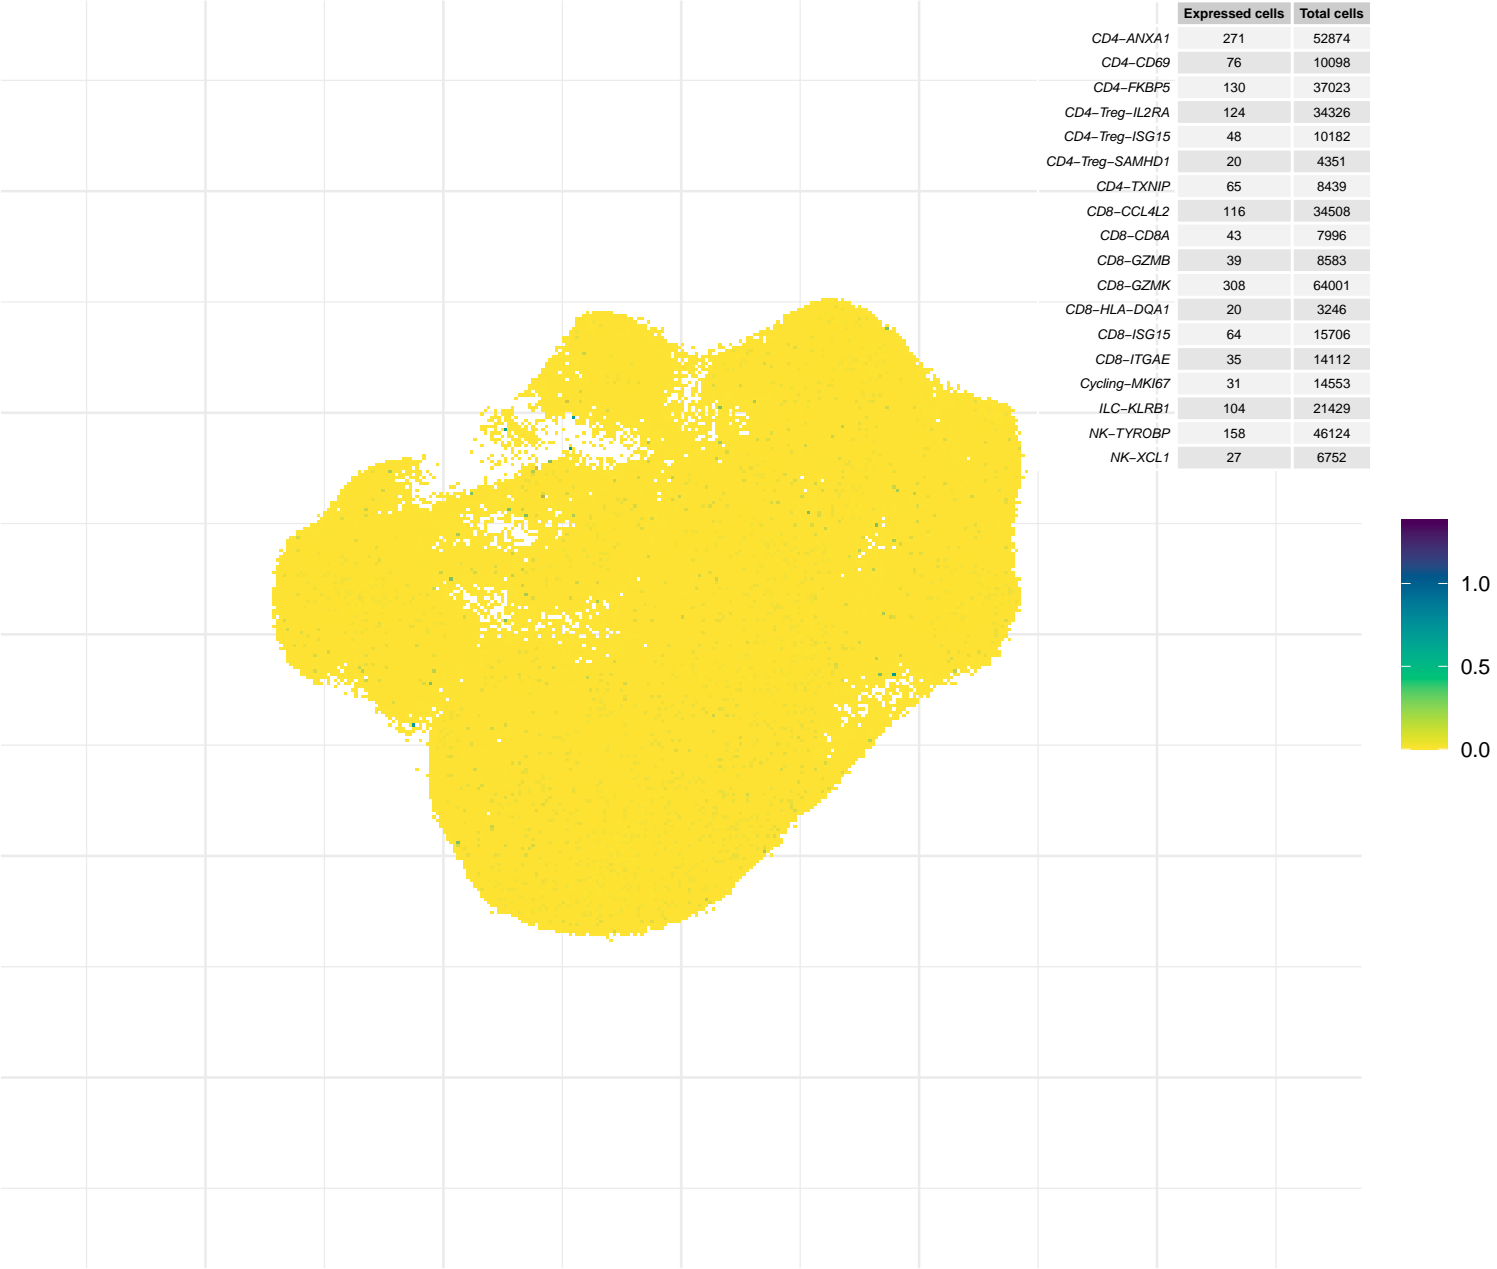 Expressed cells Total cells
CD4−ANXA1 271 52874
CD4−CD69 76 10098
CD4−FKBP5 130 37023
CD4−Treg−IL2RA 124 34326
CD4−Treg−ISG15 48 10182
CD4−Treg−SAMHD1 20 4351
CD4−TXNIP 65 8439
CD8−CCL4L2 116 34508
CD8−CD8A 43 7996
CD8−GZMB 39 8583
CD8−GZMK 308 64001
CD8−HLA−DQA1 20 3246
CD8−ISG15 64 15706
CD8−ITGAE 35 14112
Cycling−MKI67 31 14553
ILC−KLRB1 104 21429
NK−TYROBP 158 46124
NK−XCL1 27 6752
1.0
0.5
0.0